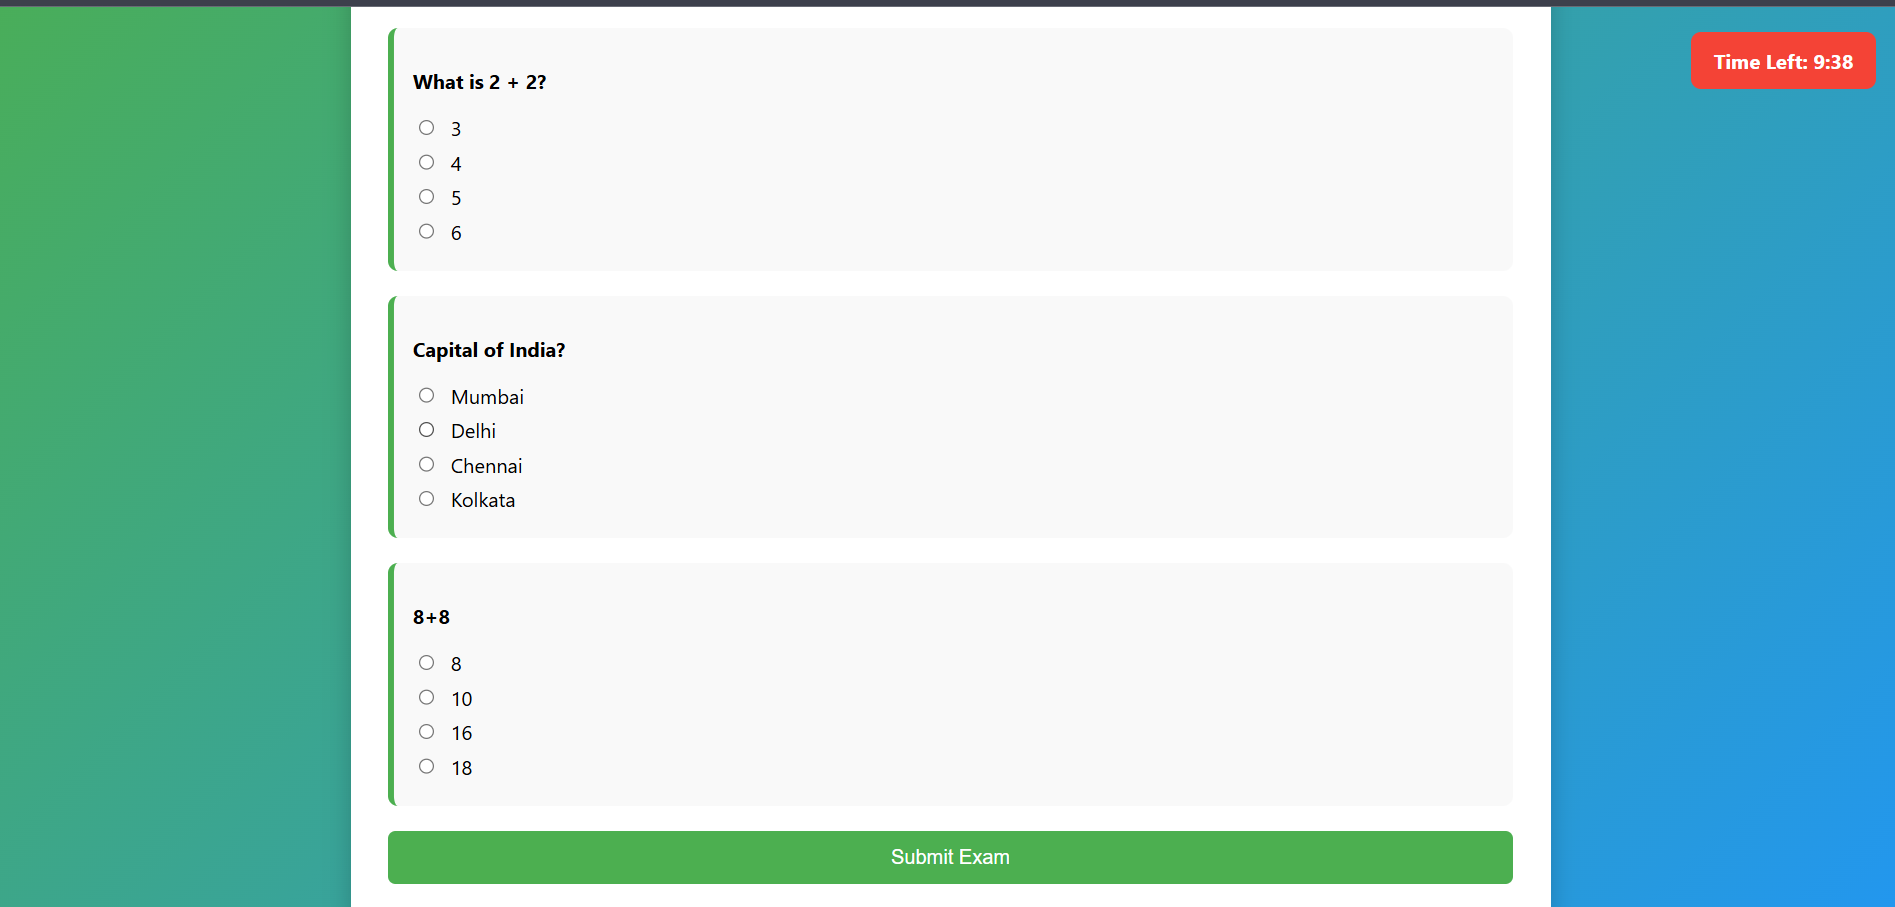 Time Left: 9:38
What is 2 + 2?
3
4
5
6
Capital of India?
Mumbai
Delhi
Chennai
Kolkata
8+8
8
10
16
18
Submit Exam